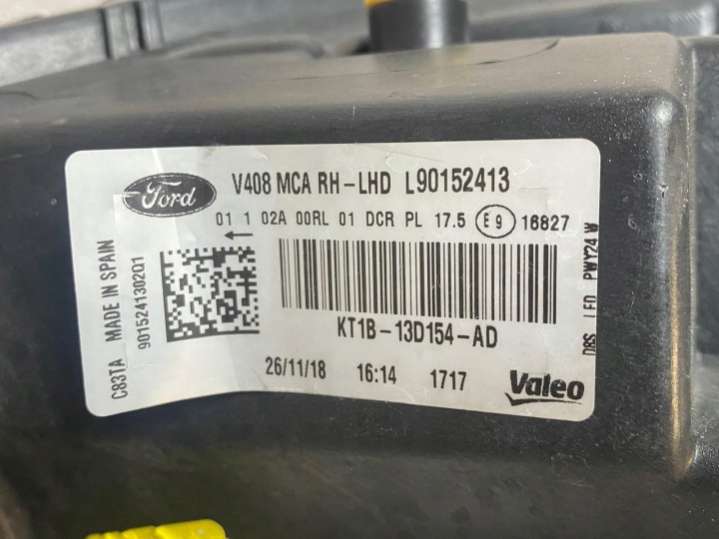 Ford
V408 MCA RH-LHD L90152413
01 1 02A 00RL 01 DCR PL 17.5 E9 16827
C83TA MADE IN SPAIN
901524130201
KT1B-13D154-AD
26/11/18 16:14 1717
Valeo
DBS LED PWY24W